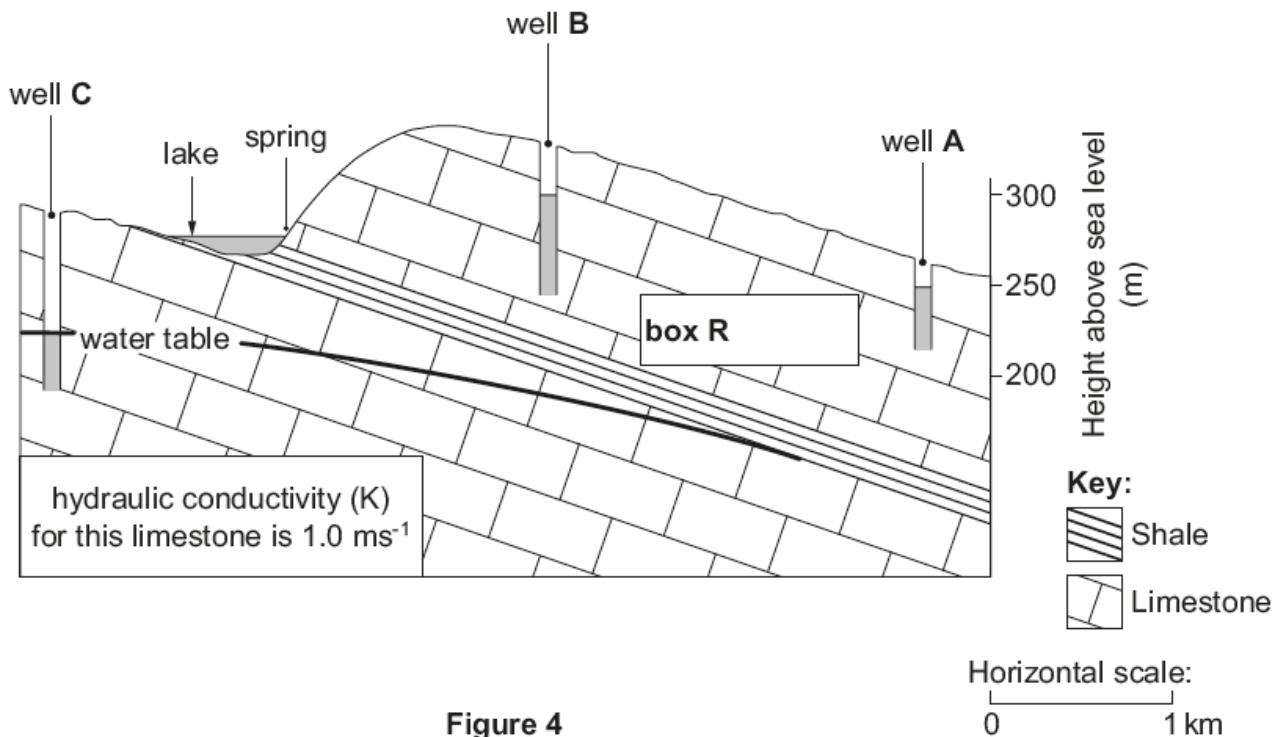 well B
well C
spring
lake
well A
300
250
200
Height above sea level
(m)
box R
water table
hydraulic conductivity (K)
for this limestone is 1.0 ms⁻¹
Key:
Shale
Limestone
Horizontal scale:
0
1 km
Figure 4